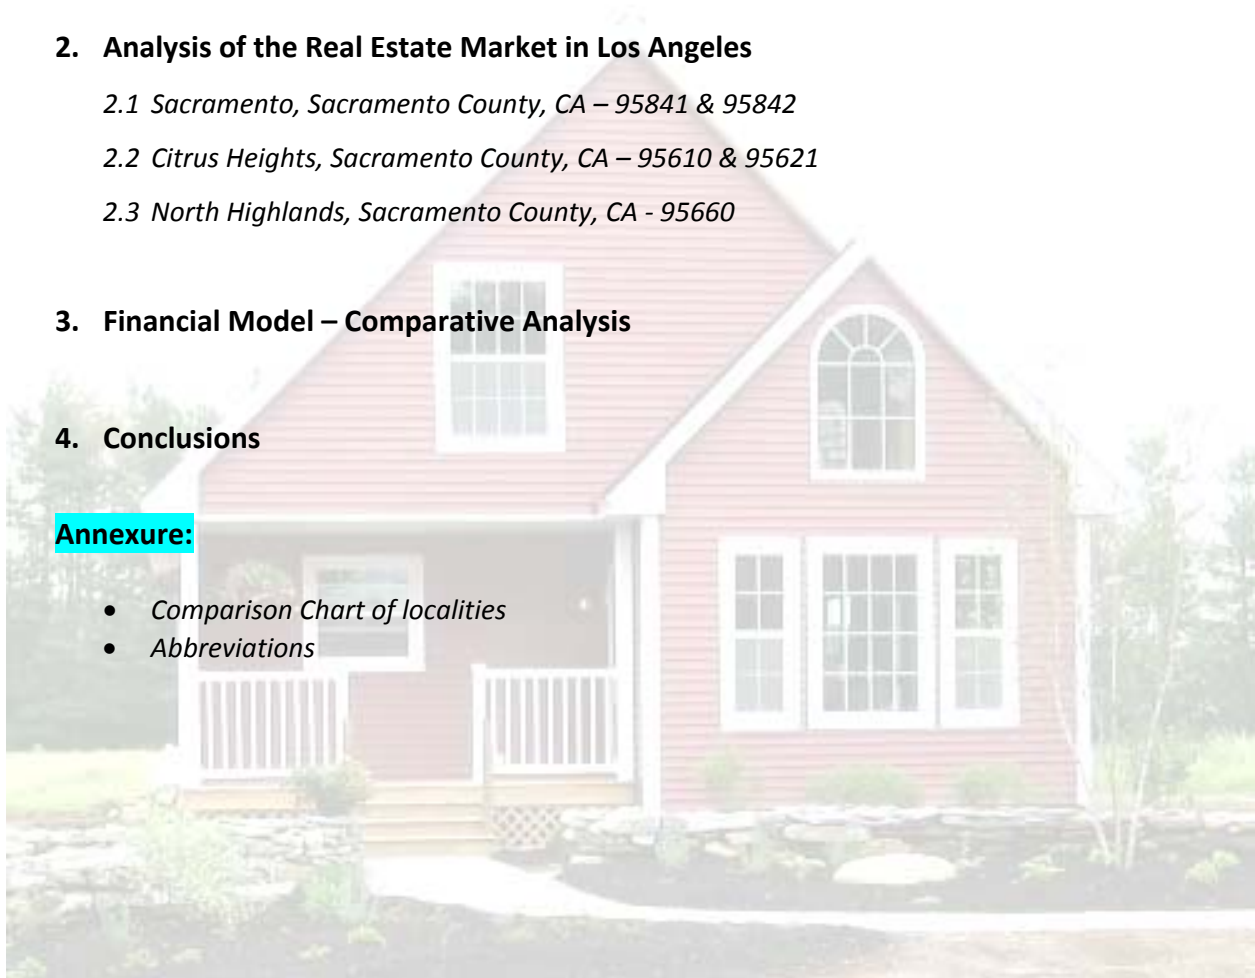 2. Analysis of the Real Estate Market in Los Angeles
2.1 Sacramento, Sacramento County, CA – 95841 & 95842
2.2 Citrus Heights, Sacramento County, CA – 95610 & 95621
2.3 North Highlands, Sacramento County, CA - 95660
3. Financial Model – Comparative Analysis
4. Conclusions
Annexure:
• Comparison Chart of localities
• Abbreviations